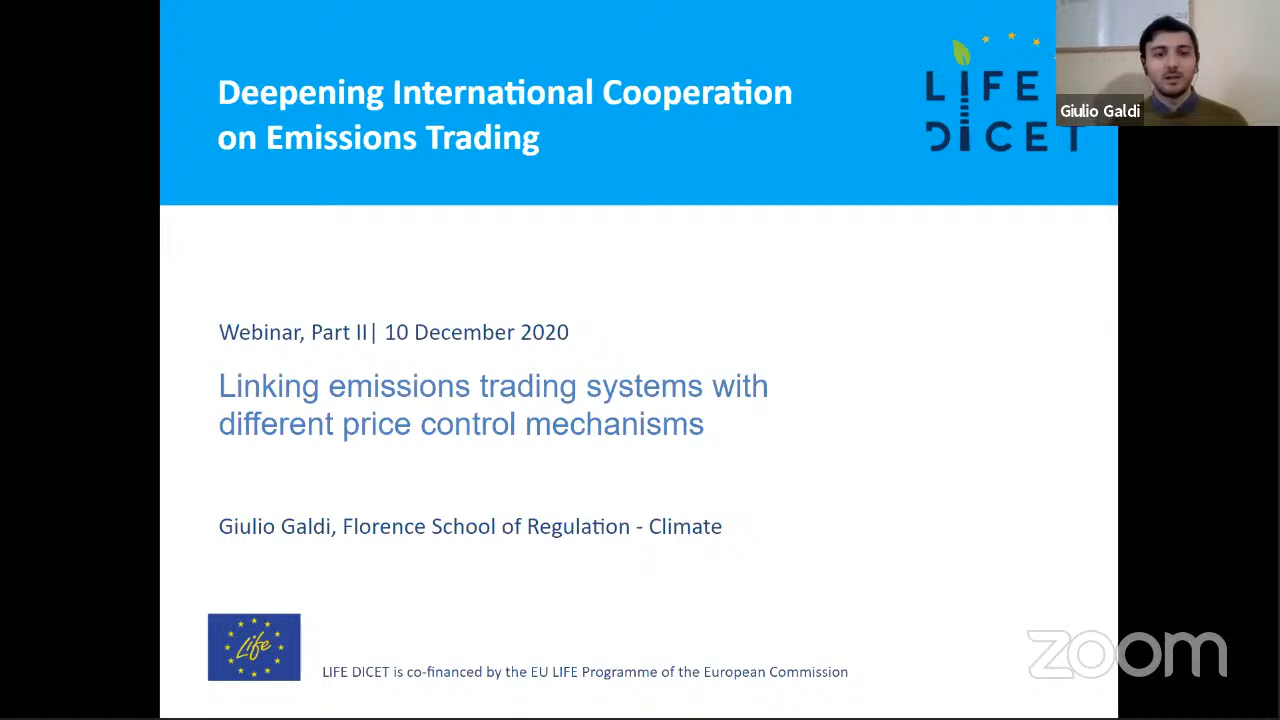 Deepening International Cooperation
on Emissions Trading
LIFE
DICET
Giulio Galdi
Webinar, Part II| 10 December 2020
Linking emissions trading systems with
different price control mechanisms
Giulio Galdi, Florence School of Regulation - Climate
Life
LIFE DICET is co-financed by the EU LIFE Programme of the European Commission
zoom